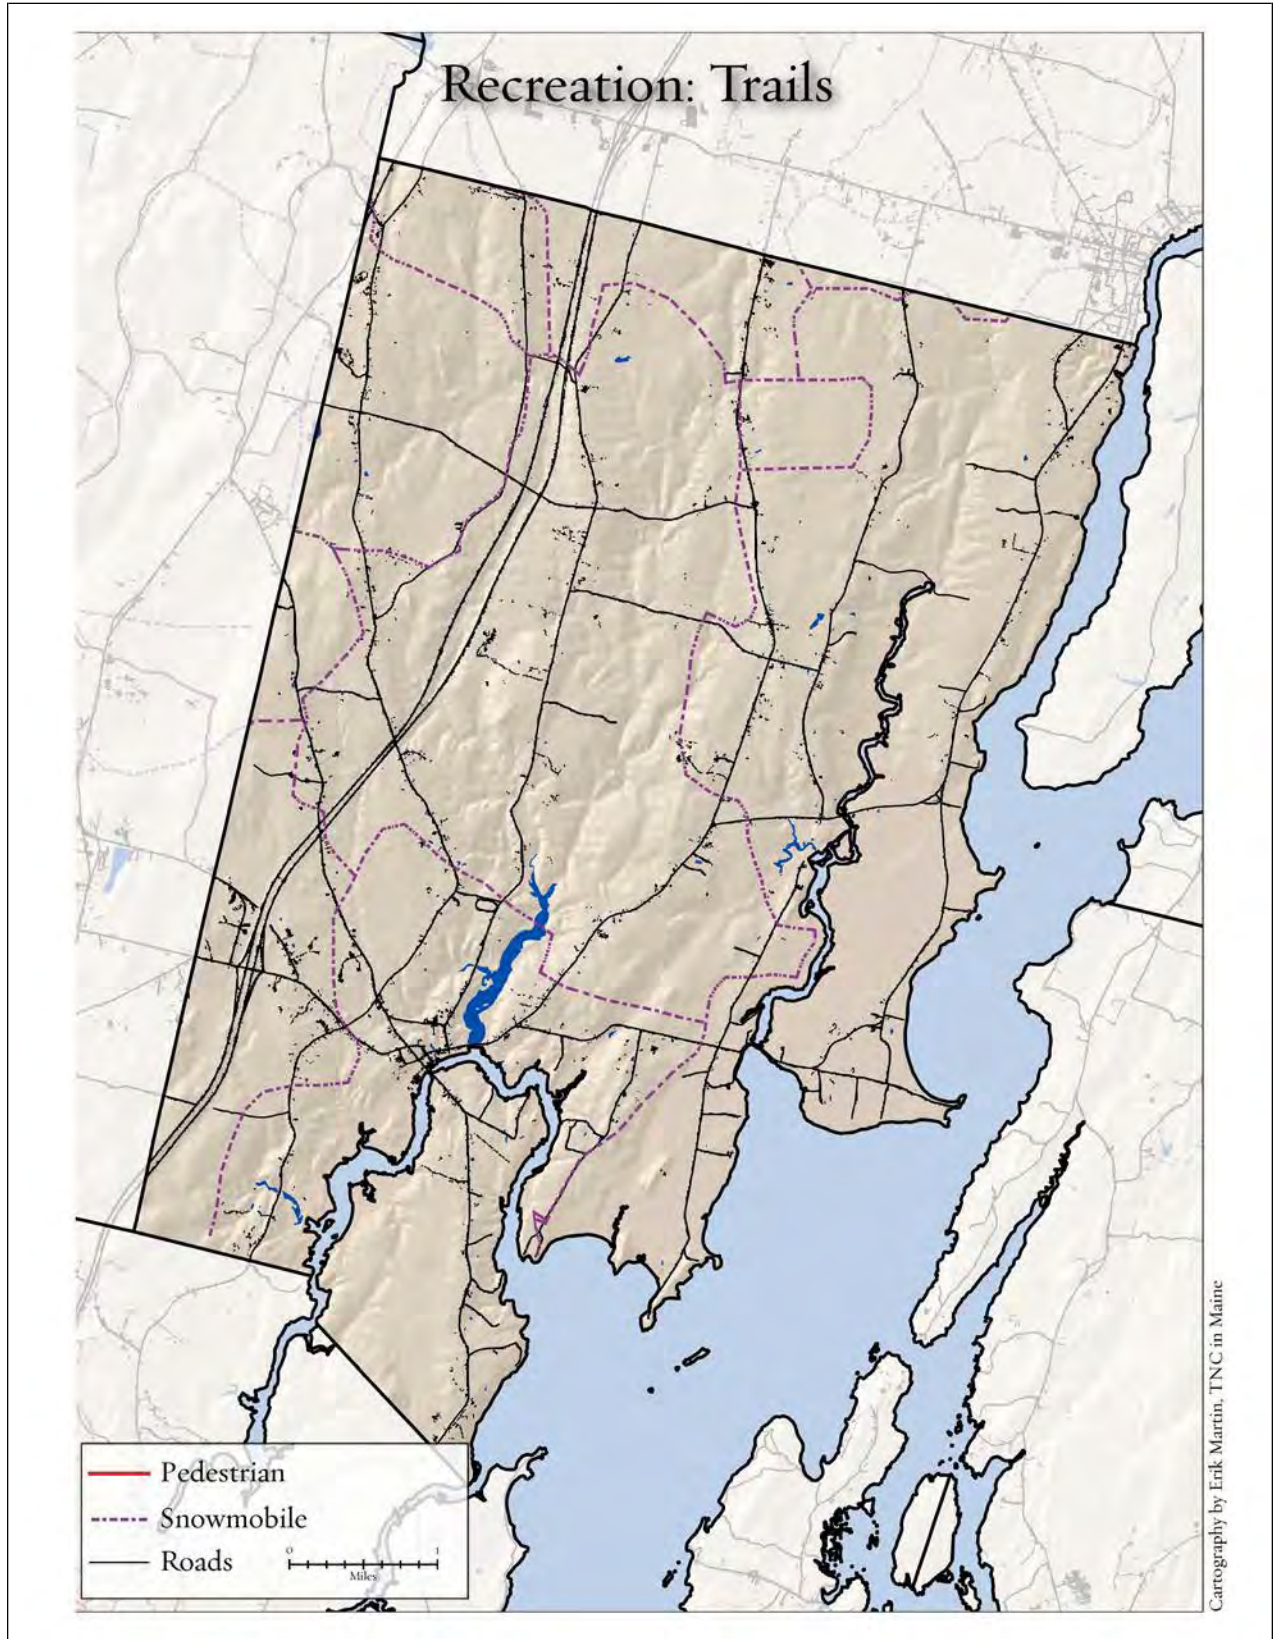 Recreation: Trails
Pedestrian
Snowmobile
Roads
0
1
Miles
Cartography by Erik Martin, TNC in Maine